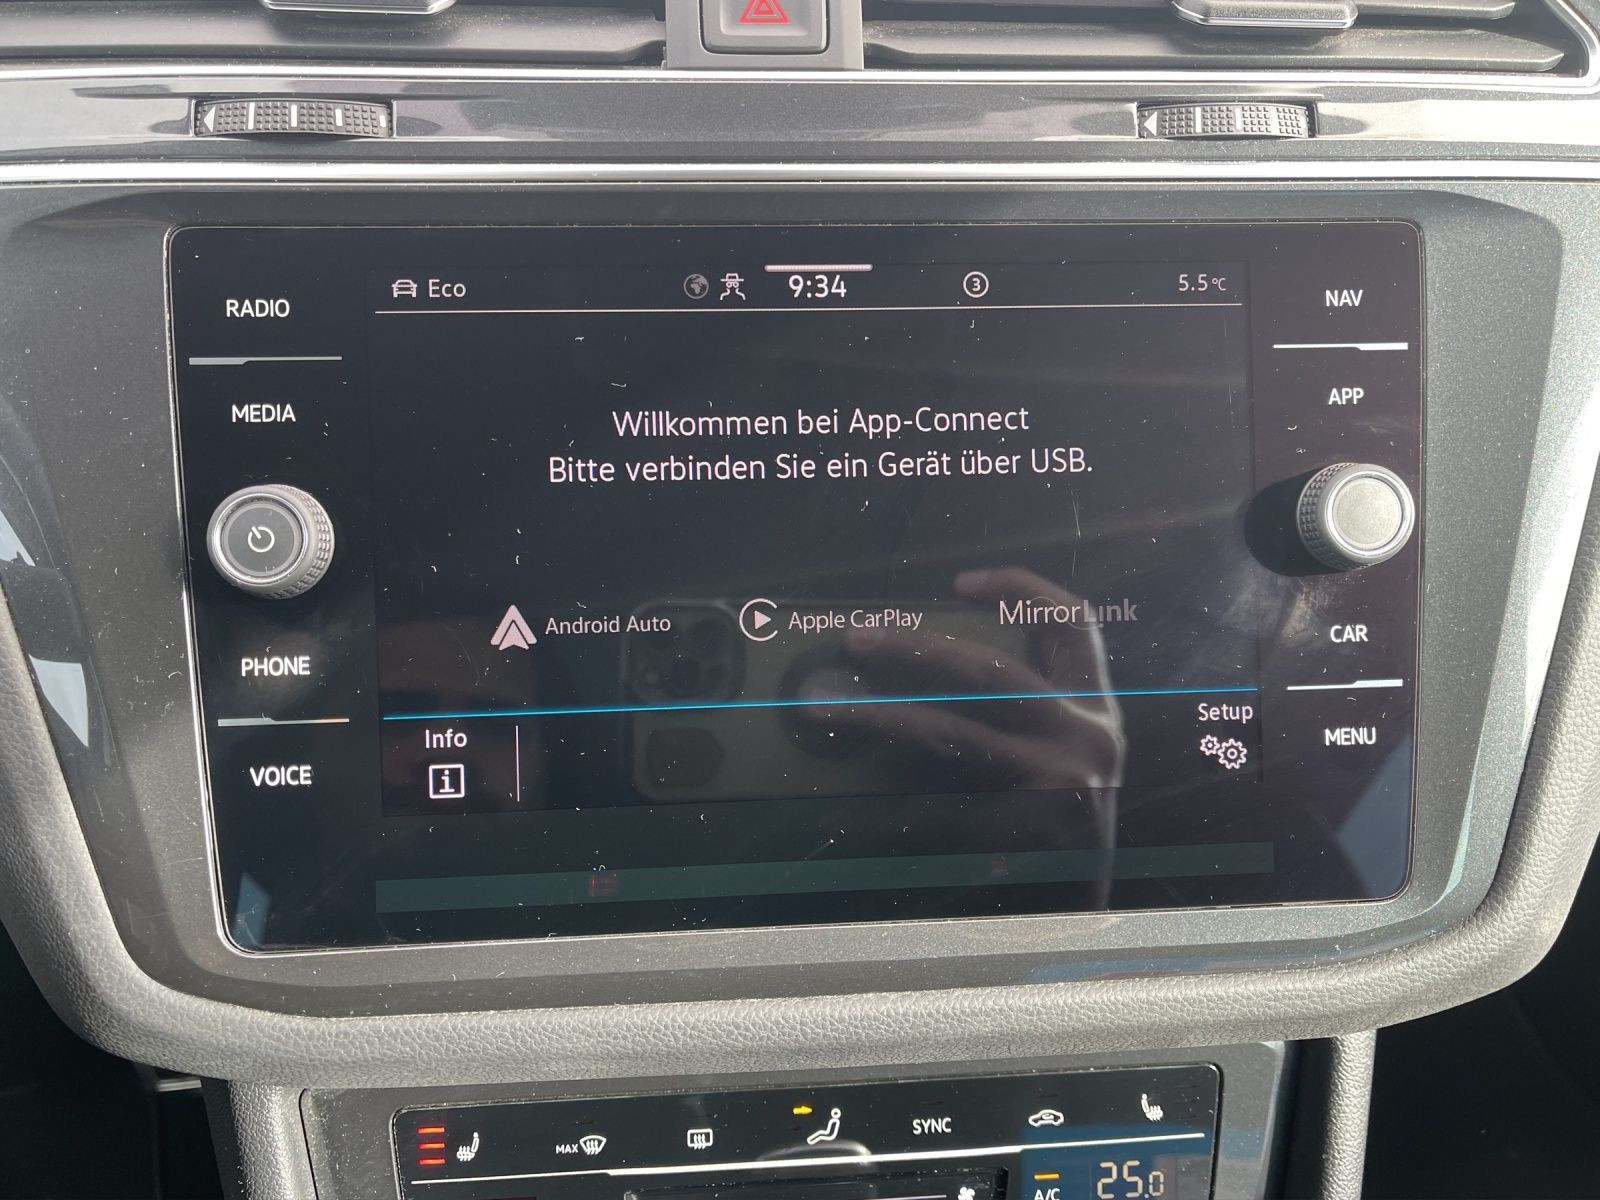 RADIO
MEDIA
PHONE
VOICE
Eco
9:34
3
5.5°C
Willkommen bei App-Connect
Bitte verbinden Sie ein Gerät über USB.
Android Auto
Apple CarPlay
MirrorLink
Info
i
Setup
NAV
APP
CAR
MENU
MAX
SYNC
A/C
25.0